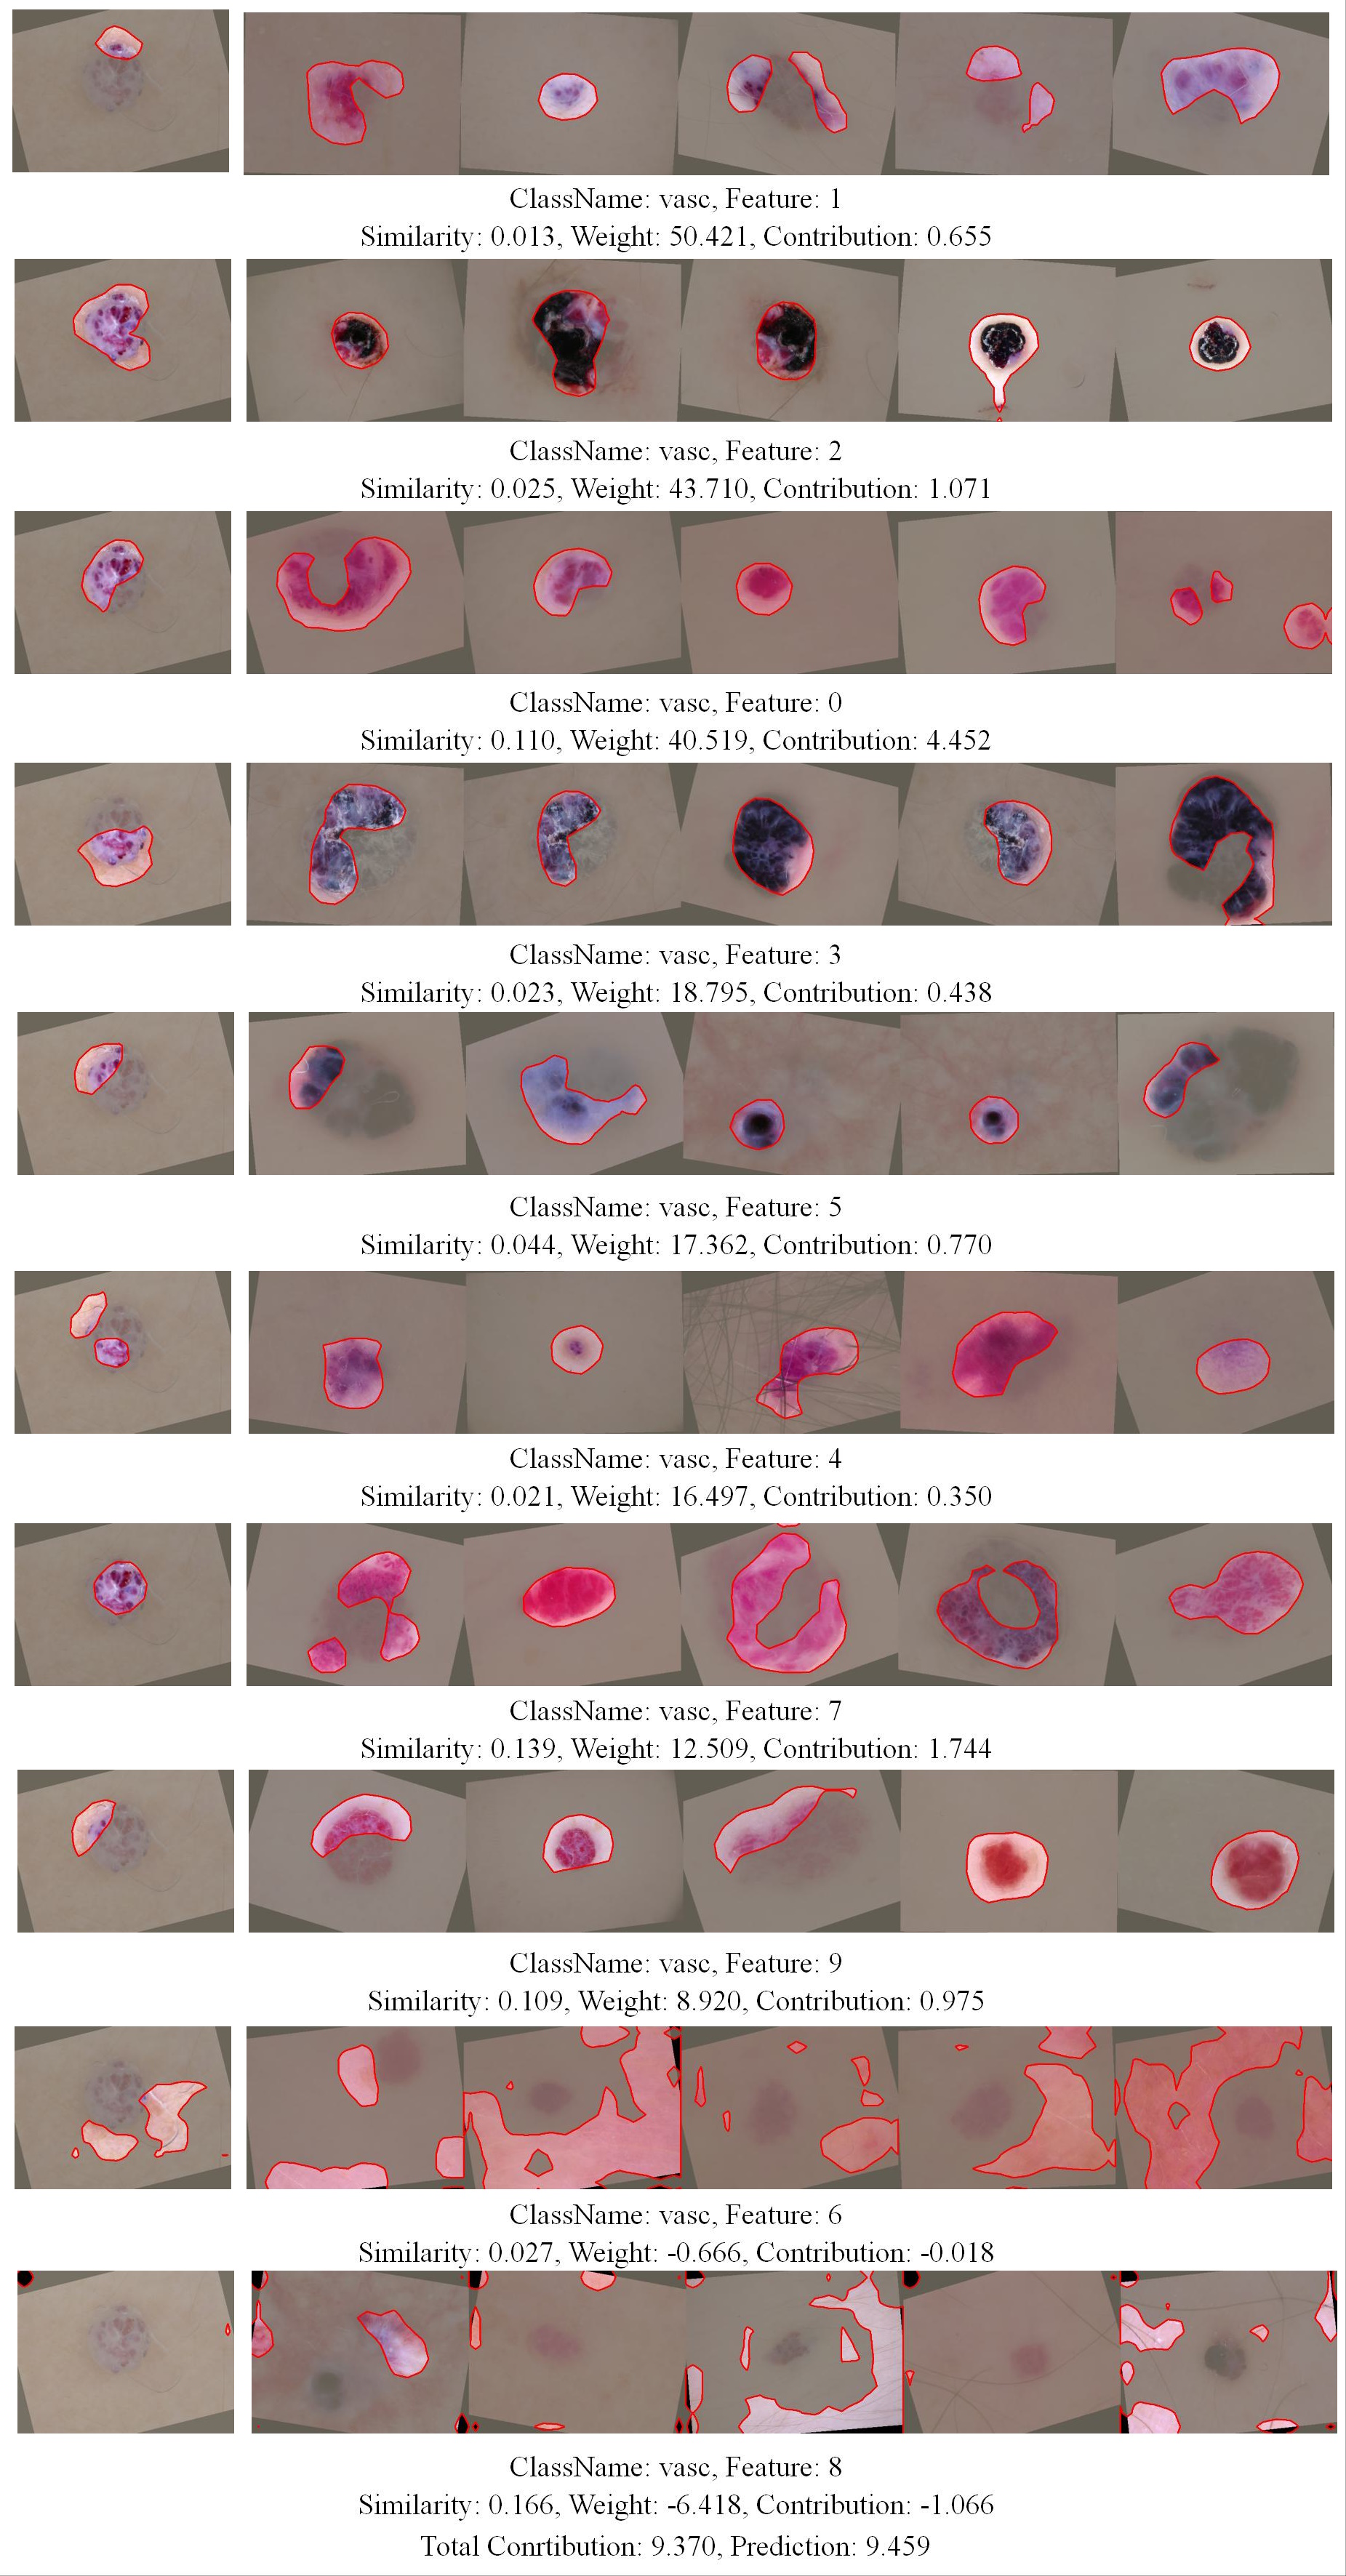 ClassName: vasc, Feature: 1
Similarity: 0.013, Weight: 50.421, Contribution: 0.655
ClassName: vasc, Feature: 2
Similarity: 0.025, Weight: 43.710, Contribution: 1.071
ClassName: vasc, Feature: 0
Similarity: 0.110, Weight: 40.519, Contribution: 4.452
ClassName: vasc, Feature: 3
Similarity: 0.023, Weight: 18.795, Contribution: 0.438
ClassName: vasc, Feature: 5
Similarity: 0.044, Weight: 17.362, Contribution: 0.770
ClassName: vasc, Feature: 4
Similarity: 0.021, Weight: 16.497, Contribution: 0.350
ClassName: vasc, Feature: 7
Similarity: 0.139, Weight: 12.509, Contribution: 1.744
ClassName: vasc, Feature: 9
Similarity: 0.109, Weight: 8.920, Contribution: 0.975
ClassName: vasc, Feature: 6
Similarity: 0.027, Weight: -0.666, Contribution: -0.018
ClassName: vasc, Feature: 8
Similarity: 0.166, Weight: -6.418, Contribution: -1.066
Total Conrtibution: 9.370, Prediction: 9.459